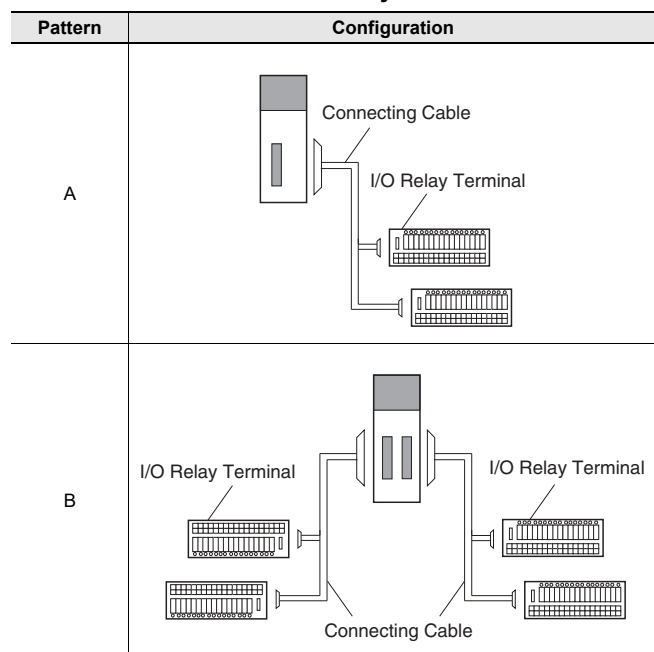 Pattern Configuration
A
Connecting Cable
I/O Relay Terminal
B
I/O Relay Terminal I/O Relay Terminal
Connecting Cable